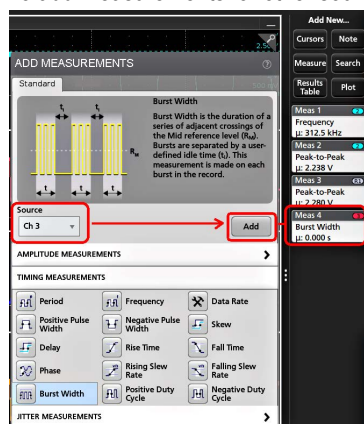 2.50
Add New...
Cursors
Note
ADD MEASUREMENTS
Measure
Search
Standard
Results Table
Plot
Burst Width
Burst Width is the duration of a
series of adjacent crossings of
the Mid reference level (RM).
Bursts are separated by a user-
defined idle time (tI). This
measurement is made on each
burst in the record.
tI
tI
RM
t
t
t
Meas 1
Frequency
μ: 312.5 kHz
Meas 2
Peak-to-Peak
μ: 2.238 V
Meas 3
Peak-to-Peak
μ: 2.280 V
Meas 4
Burst Width
μ: 0.000 s
Source
Ch 3
Add
AMPLITUDE MEASUREMENTS
TIMING MEASUREMENTS
Period
Frequency
Data Rate
Positive Pulse
Width
Negative Pulse
Width
Skew
Delay
Rise Time
Fall Time
Phase
Rising Slew
Rate
Falling Slew
Rate
Burst Width
Positive Duty
Cycle
Negative Duty
Cycle
JITTER MEASUREMENTS